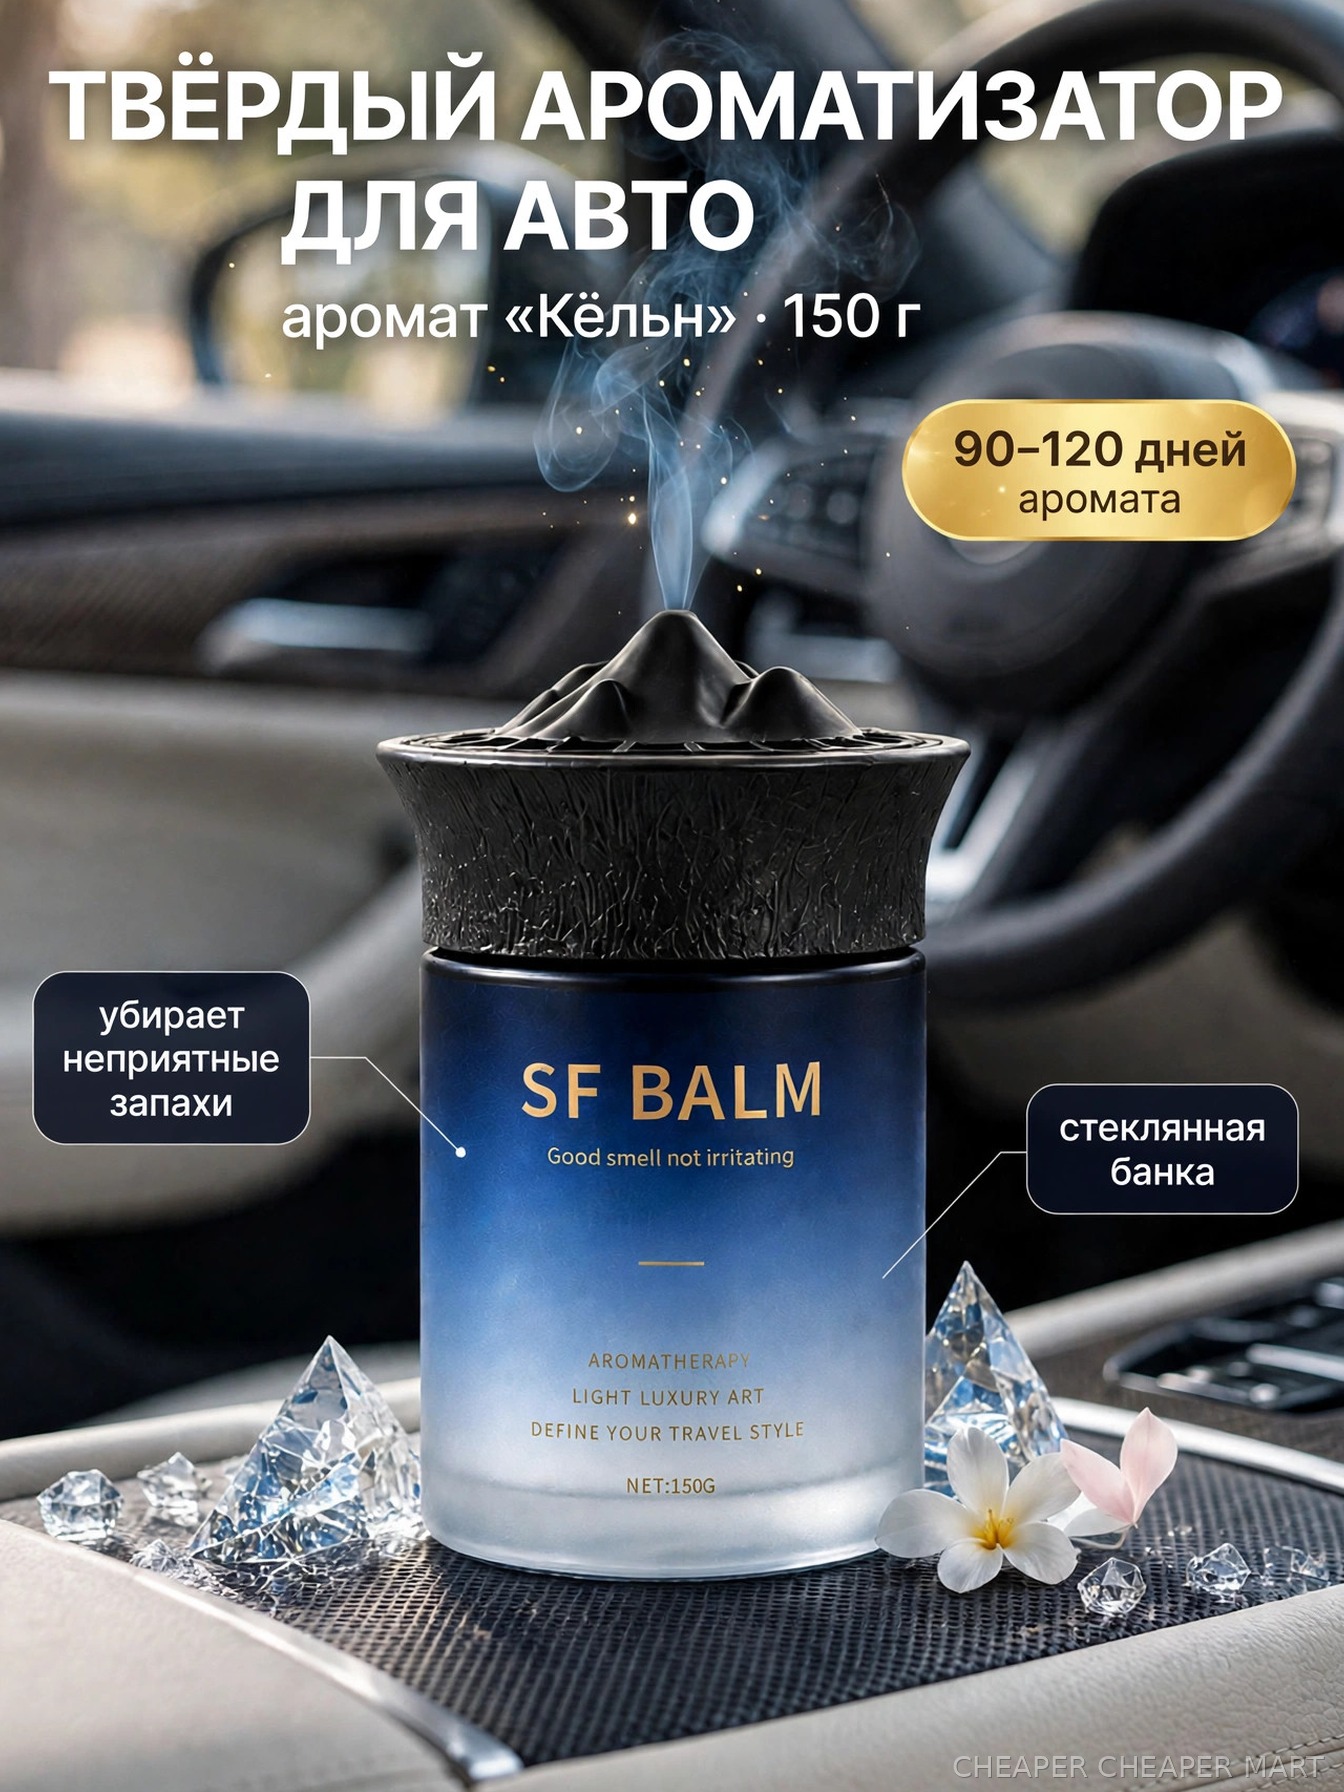 ТВЁРДЫЙ АРОМАТИЗАТОР
ДЛЯ АВТО
аромат «Кёльн» · 150 г
90–120 дней
аромата
убирает
неприятные
запахи
SF BALM
Good smell not irritating
стеклянная
банка
AROMATHERAPY
LIGHT LUXURY ART
DEFINE YOUR TRAVEL STYLE
NET:150G
CHEAPER CHEAPER MART